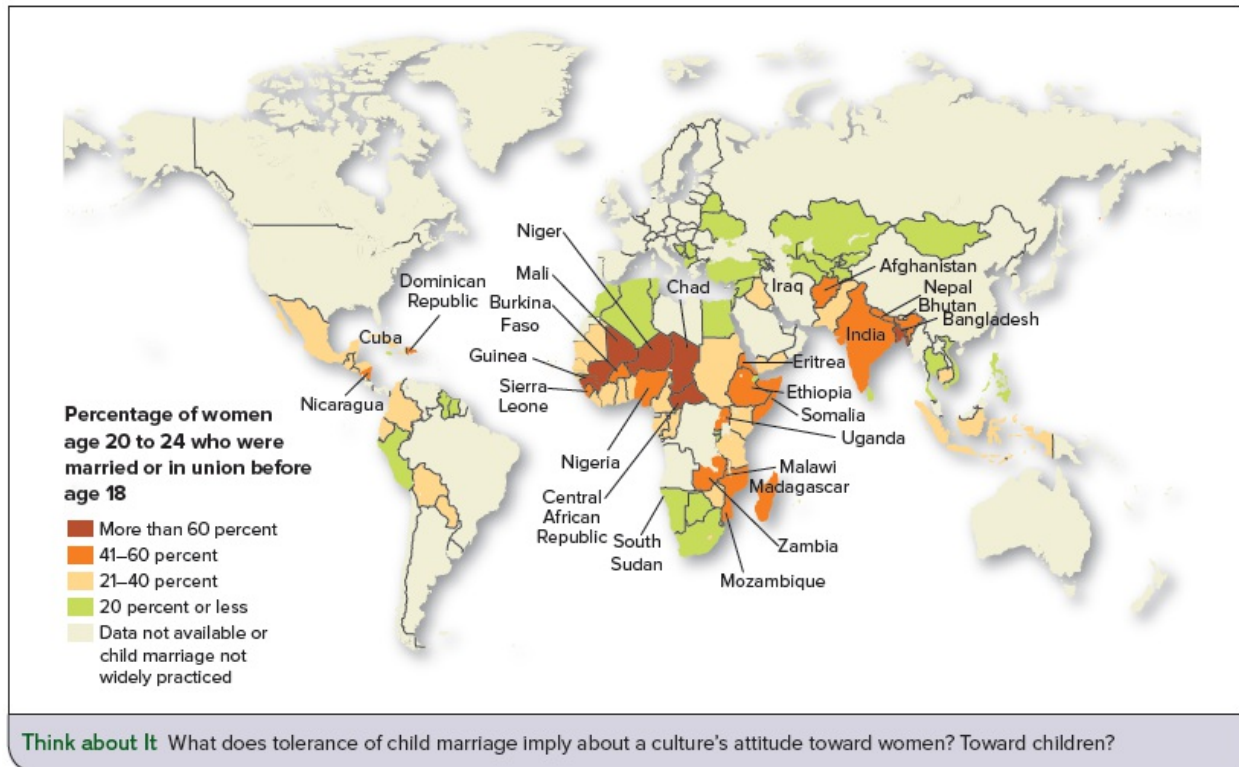 Niger
Mali
Chad
Iraq
Afghanistan
Dominican
Republic
Burkina
Faso
Nepal
Bhutan
Cuba
India
Bangladesh
Guinea
Eritrea
Sierra
Leone
Ethiopia
Nicaragua
Somalia
Uganda
Percentage of women
age 20 to 24 who were
married or in union before
age 18
Nigeria
Malawi
Madagascar
Central
African
Republic
South
Sudan
Zambia
Mozambique
More than 60 percent
41–60 percent
21–40 percent
20 percent or less
Data not available or
child marriage not
widely practiced
Think about It What does tolerance of child marriage imply about a culture's attitude toward women? Toward children?